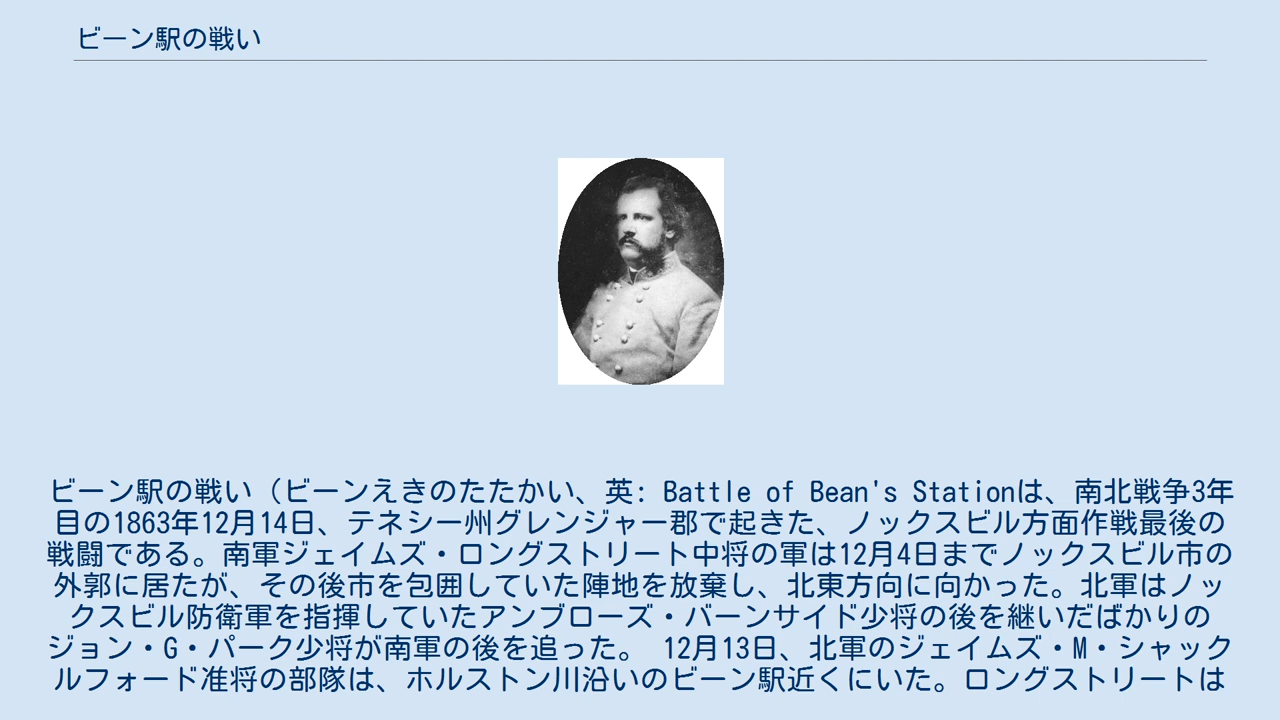 ビーン駅の戦い
ビーン駅の戦い（ビーンえきのたたかい、英: Battle of Bean's Stationは、南北戦争3年
目の1863年12月14日、テネシー州グレンジャー郡で起きた、ノックスビル方面作戦最後の
戦闘である。南軍ジェイムズ・ロングストリート中将の軍は12月4日までノックスビル市の
外郭に居たが、その後市を包囲していた陣地を放棄し、北東方向に向かった。北軍はノッ
クスビル防衛軍を指揮していたアンブローズ・バーンサイド少将の後を継いだばかりの
ジョン・G・パーク少将が南軍の後を追った。 12月13日、北軍のジェイムズ・M・シャック
ルフォード准将の部隊は、ホルストン川沿いのビーン駅近くにいた。ロングストリートは